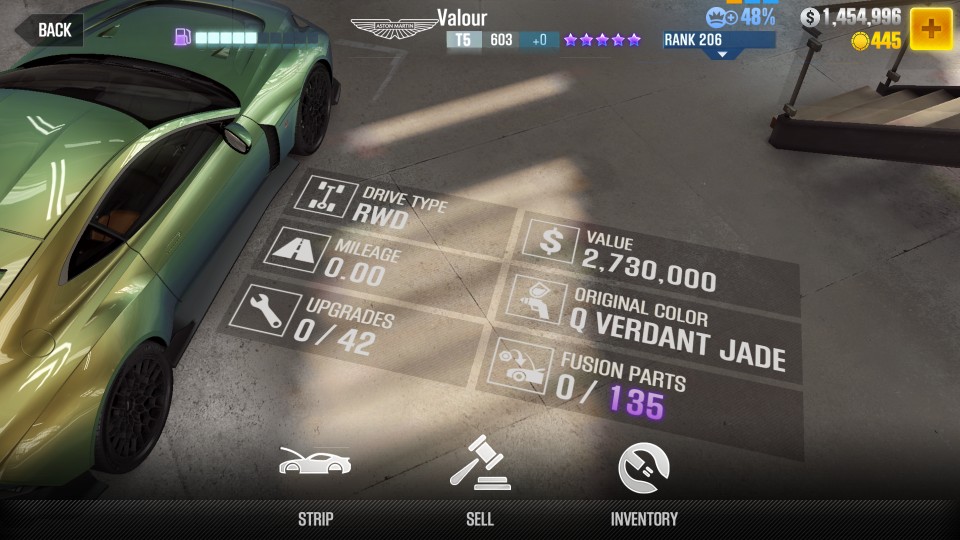 BACK
ASTON MARTIN
Valour
T5 603 +0
RANK 206
48%
$ 1,454,996
445
+
DRIVE TYPE
RWD
MILEAGE
0.00
UPGRADES
0 / 42
$
VALUE
2,730,000
ORIGINAL COLOR
Q VERDANT JADE
FUSION PARTS
0 / 135
STRIP
SELL
INVENTORY